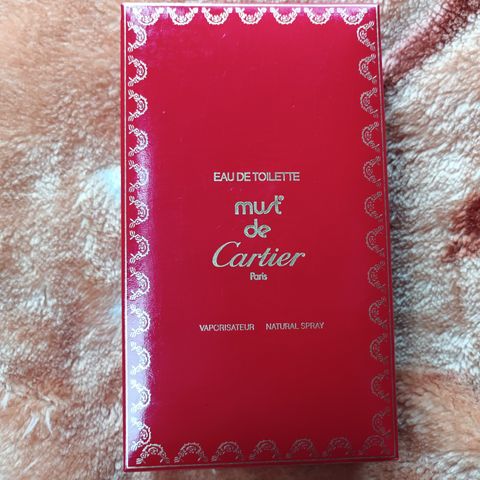 EAU DE TOILETTE
must
de
Cartier
Paris
VAPORISATEUR NATURAL SPRAY